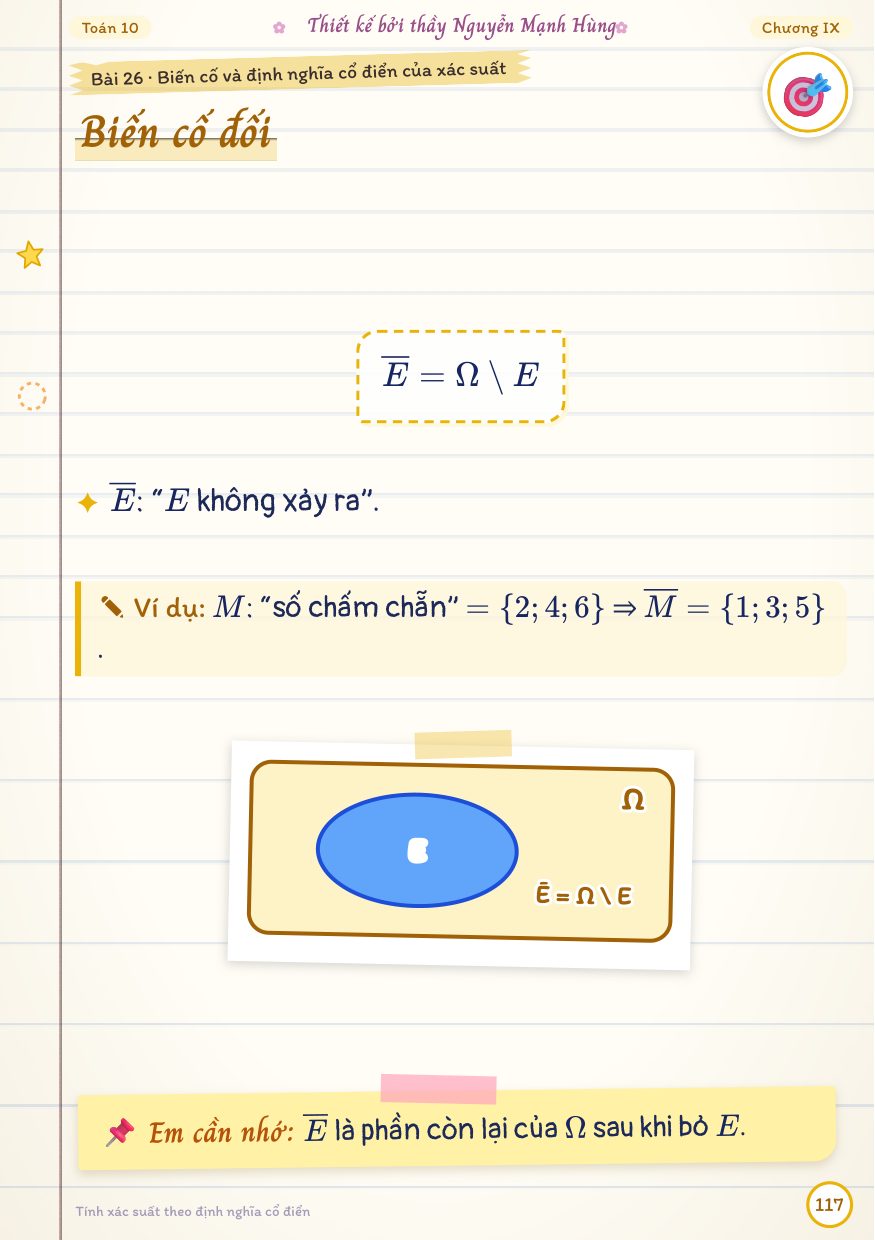 Toán 10
Thiết kế bởi thầy Nguyễn Mạnh Hùng
Chương IX
Bài 26 · Biến cố và định nghĩa cổ điển của xác suất
Biến cố đối
E̅ = Ω \ E
E̅: “E không xảy ra”.
Ví dụ: M: “số chấm chẵn” = {2; 4; 6} ⇒ M̅ = {1; 3; 5}
.
Ω
E
Ē = Ω \ E
Em cần nhớ: E̅ là phần còn lại của Ω sau khi bỏ E.
Tính xác suất theo định nghĩa cổ điển
117